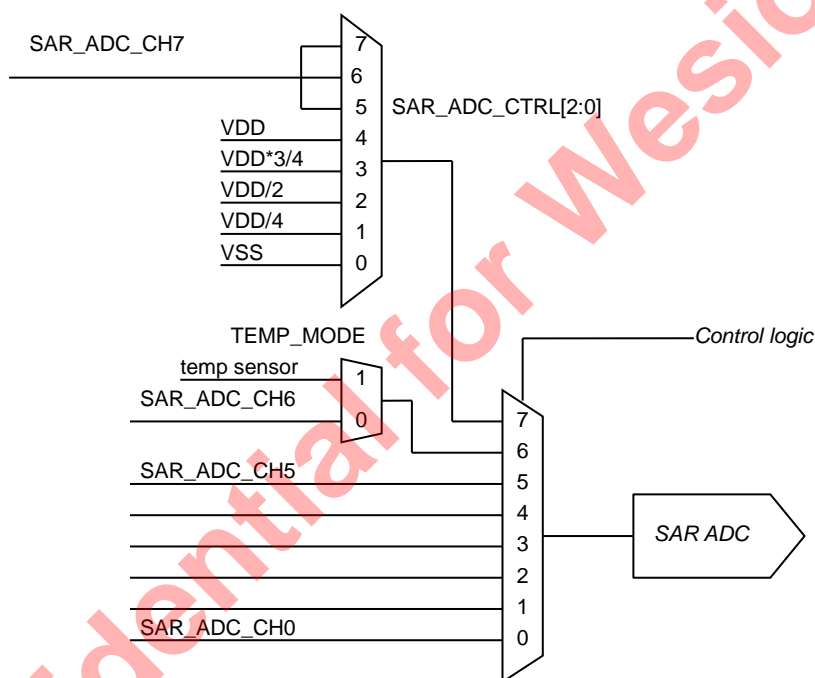 SAR_ADC_CH7
7
6
5
SAR_ADC_CTRL[2:0]
VDD
4
VDD*3/4
3
VDD/2
2
VDD/4
1
VSS
0
TEMP_MODE
Control logic
temp sensor
1
SAR_ADC_CH6
0
7
6
SAR_ADC_CH5
5
4
3
SAR ADC
2
1
SAR_ADC_CH0
0
idential for Wesio